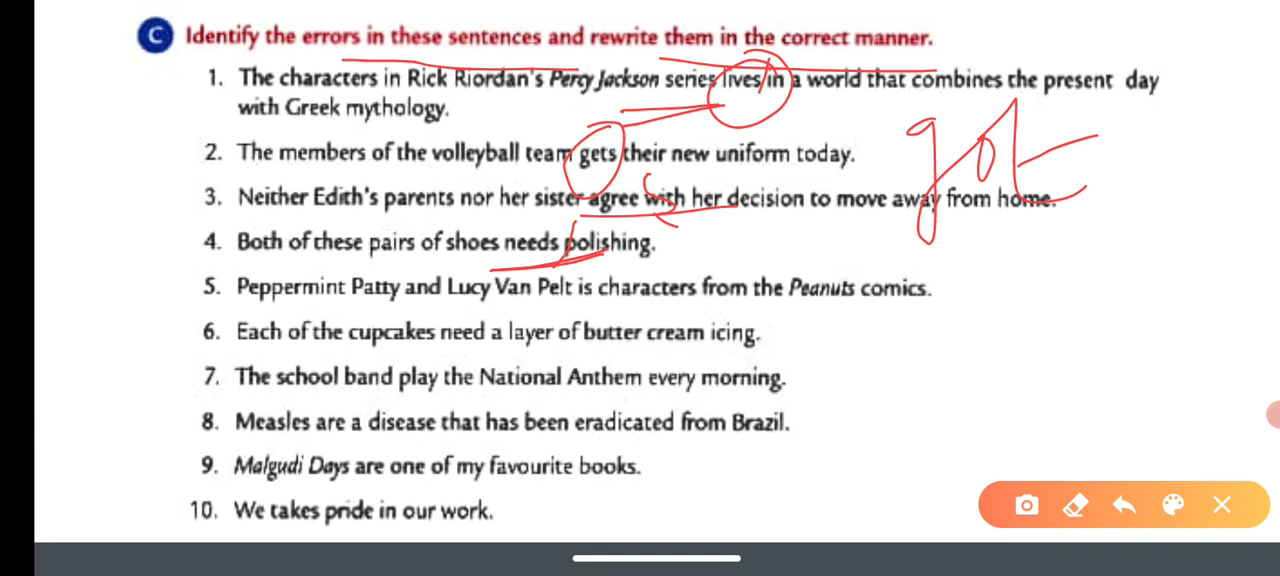 C Identify the errors in these sentences and rewrite them in the correct manner.
1. The characters in Rick Riordan's Percy Jackson series lives in a world that combines the present day
with Greek mythology.
2. The members of the volleyball team gets their new uniform today.
got
3. Neither Edith's parents nor her sister agree with her decision to move away from home.
4. Both of these pairs of shoes needs polishing.
5. Peppermint Patty and Lucy Van Pelt is characters from the Peanuts comics.
6. Each of the cupcakes need a layer of butter cream icing.
7. The school band play the National Anthem every morning.
8. Measles are a disease that has been eradicated from Brazil.
9. Malgudi Days are one of my favourite books.
10. We takes pride in our work.